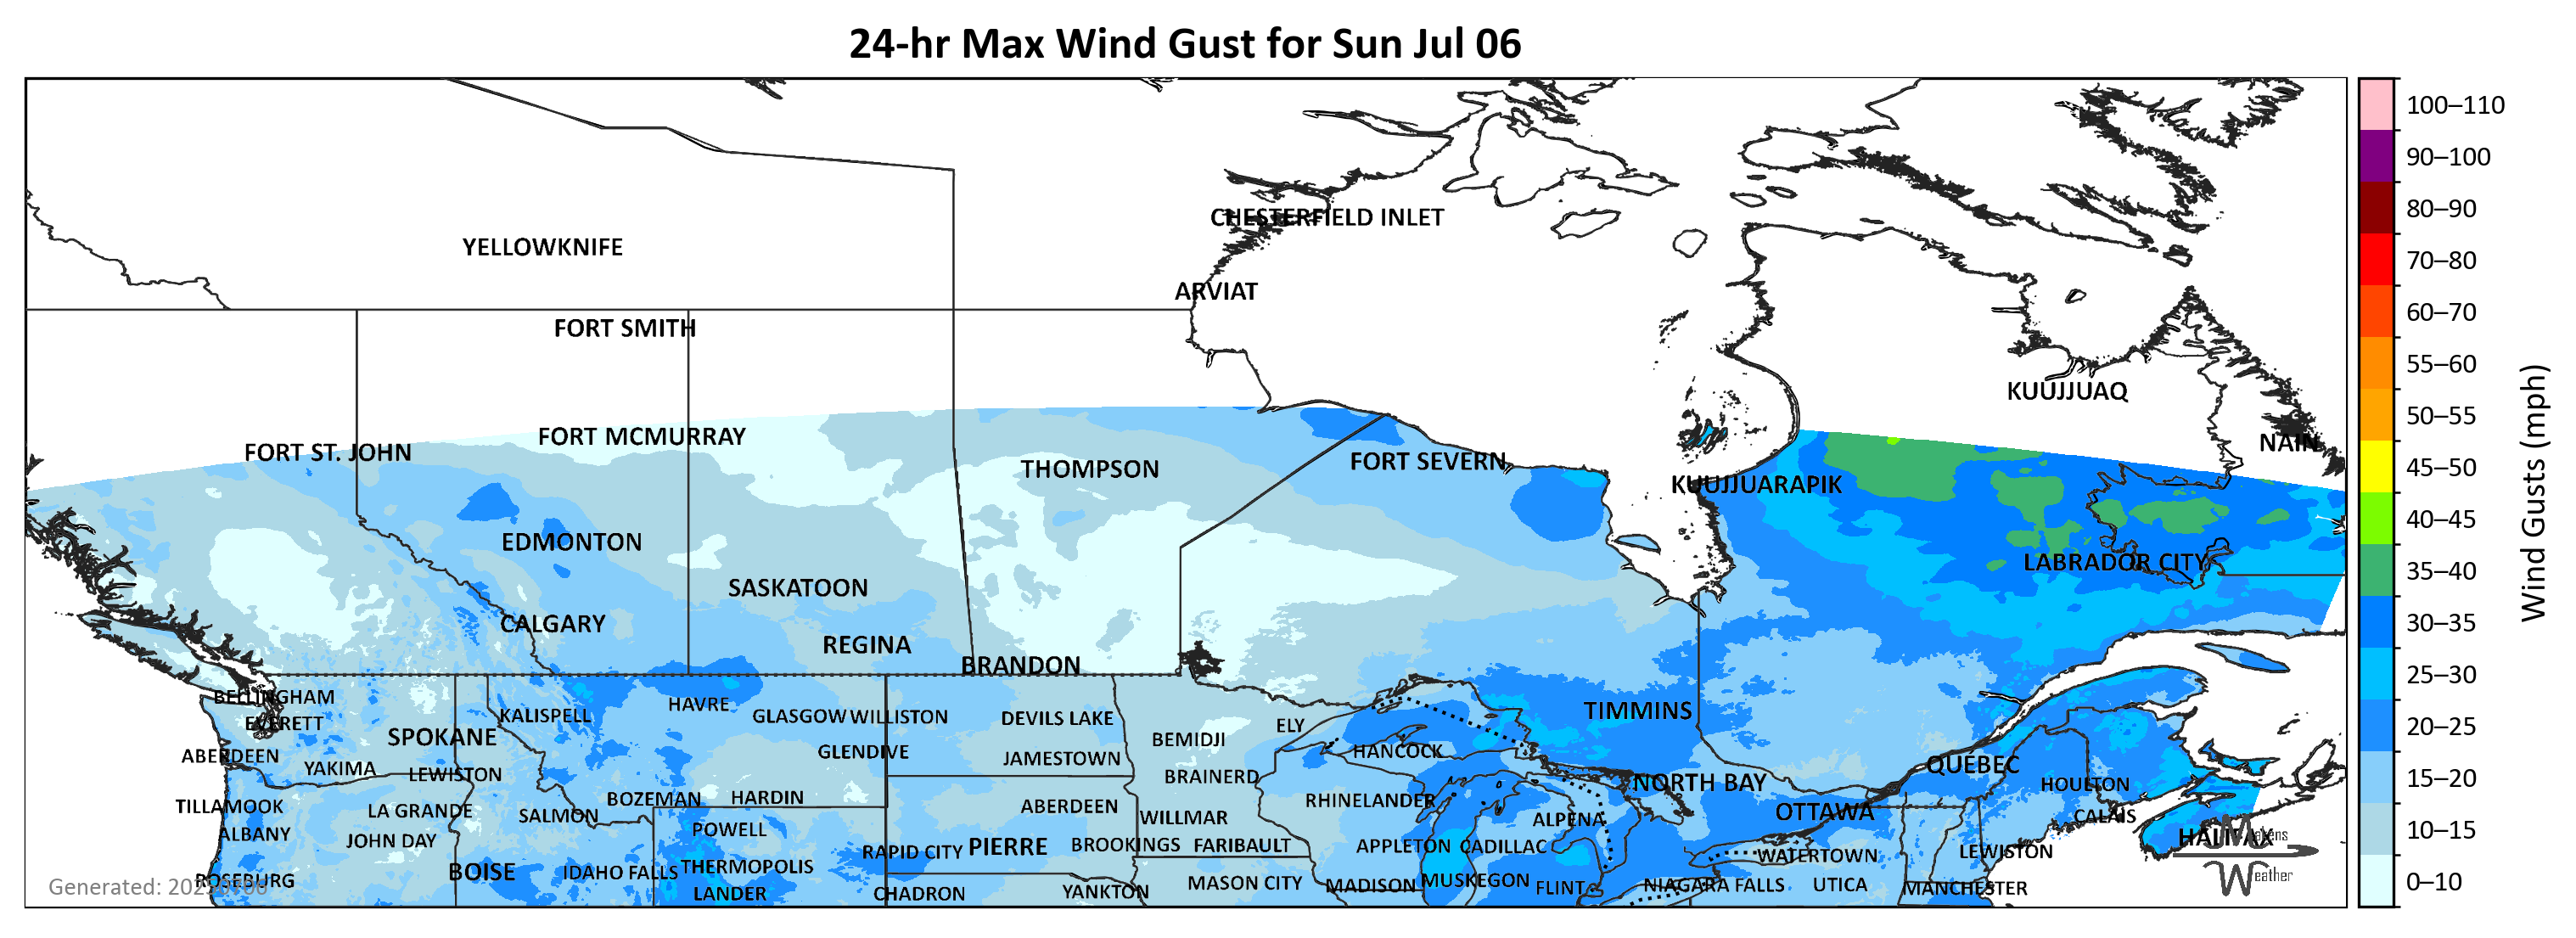 24-hr Max Wind Gust for Sun Jul 06
100–110
90–100
80–90
CHESTERFIELD INLET
YELLOWKNIFE
70–80
ARVIAT
60–70
FORT SMITH
55–60
KUUJJUAQ
50–55
FORT MCMURRAY
NAIN
FORT ST. JOHN
FORT SEVERN
THOMPSON
45–50
KUUJJUARAPIK
40–45
EDMONTON
LABRADOR CITY
35–40
SASKATOON
CALGARY
30–35
REGINA
BRANDON
25–30
Wind Gusts (mph)
BELLINGHAM
HAVRE
TIMMINS
KALISPELL
GLASGOW
WILLISTON
DEVILS LAKE
EVERETT
ELY
20–25
SPOKANE
BEMIDJI
ABERDEEN
GLENDIVE
JAMESTOWN
HANCOCK
QUÉBEC
YAKIMA
LEWISTON
BRAINERD
15–20
NORTH BAY
HOULTON
TILLAMOOK
BOZEMAN
HARDIN
ABERDEEN
RHINELANDER
LA GRANDE
SALMON
WILLMAR
ALPENA
OTTAWA
CALAIS
10–15
ALBANY
POWELL
HALIFAX
Makens
JOHN DAY
RAPID CITY
PIERRE
BROOKINGS
FARIBAULT
APPLETON
CADILLAC
WATERTOWN
LEWISTON
BOISE
IDAHO FALLS
THERMOPOLIS
Weather
ROSEBURG
MASON CITY
MADISON
MUSKEGON
FLINT
NIAGARA FALLS
UTICA
MANCHESTER
0–10
LANDER
CHADRON
YANKTON
Generated: